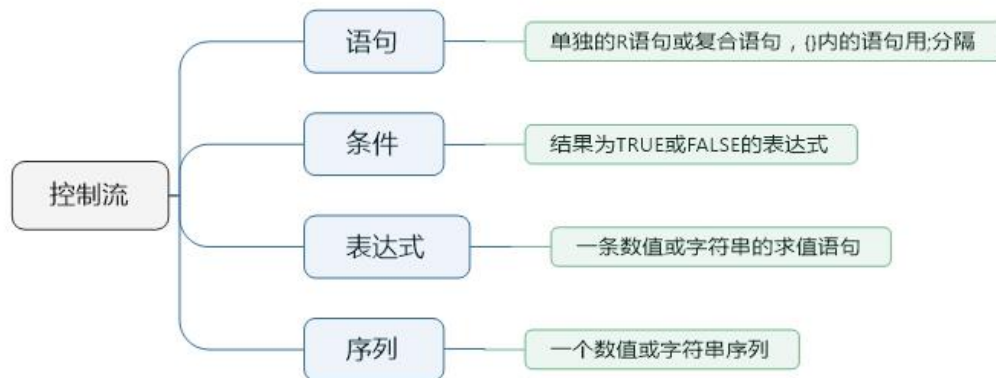 语句
单独的R语句或复合语句，{}内的语句用;分隔
条件
结果为TRUE或FALSE的表达式
控制流
表达式
一条数值或字符串的求值语句
序列
一个数值或字符串序列